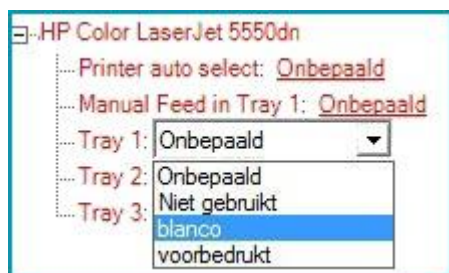 HP Color LaserJet 5550dn
Printer auto select: Onbepaald
Manual Feed in Tray 1: Onbepaald
Tray 1: Onbepaald
Tray 2: Onbepaald
Niet gebruikt
Tray 3: blanco
voorbedrukt